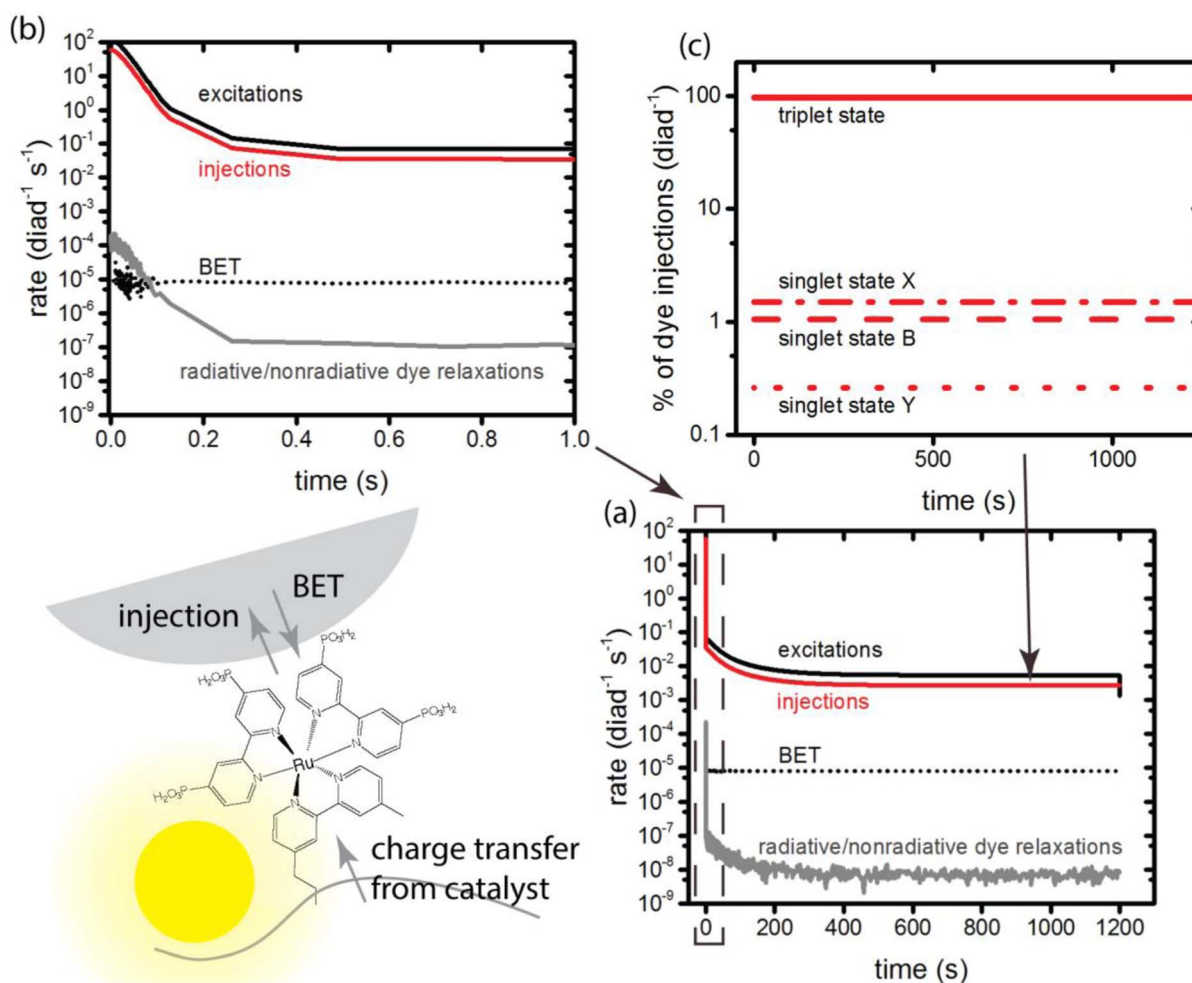 (b)
10²
10¹
10⁰
10⁻¹
10⁻²
10⁻³
10⁻⁴
10⁻⁵
10⁻⁶
10⁻⁷
10⁻⁸
10⁻⁹
rate (diad⁻¹ s⁻¹)
excitations
injections
BET
radiative/nonradiative dye relaxations
0.0 0.2 0.4 0.6 0.8 1.0
time (s)
(c)
100
10
1
0.1
% of dye injections (diad⁻¹)
triplet state
singlet state X
singlet state B
singlet state Y
0 500 1000
time (s)
injection
BET
PO₃H₂
H₂O₃P
PO₃H₂
H₂O₃P
N
N
N
N
N
N
Ru
charge transfer
from catalyst
(a)
10²
10¹
10⁰
10⁻¹
10⁻²
10⁻³
10⁻⁴
10⁻⁵
10⁻⁶
10⁻⁷
10⁻⁸
10⁻⁹
rate (diad⁻¹ s⁻¹)
excitations
injections
BET
radiative/nonradiative dye relaxations
0 200 400 600 800 1000 1200
time (s)